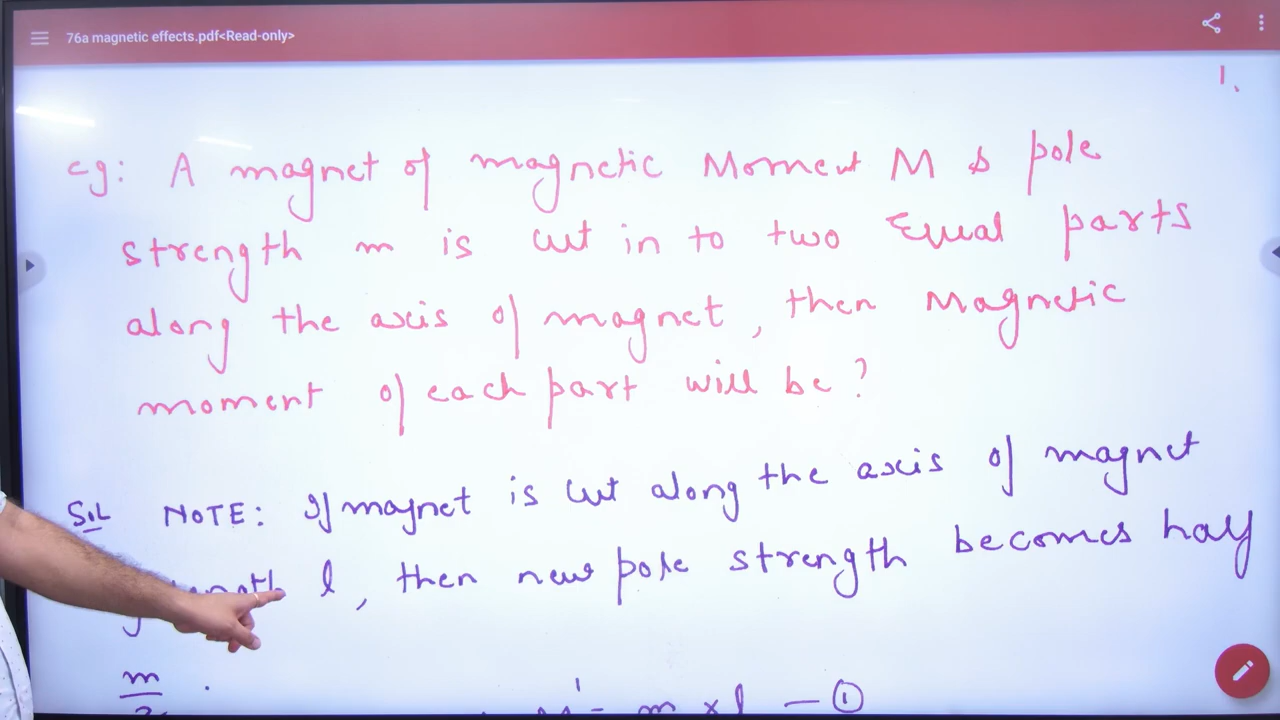 76a magnetic effects.pdf<Read-only>
1.
eg: A magnet of magnetic Moment M & pole
strength m is cut in to two Equal parts
along the axis of magnet, then Magnetic
moment of each part will be?
Sol NOTE: If magnet is cut along the axis of magnet
l, then new pole strength becomes half
m
= m × l — ①